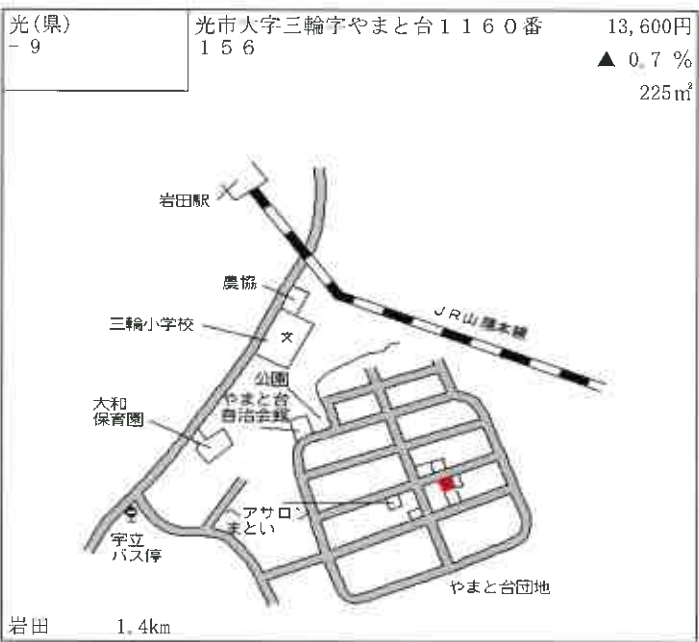 光(県)
-9
光市大字三輪字やまと台１１６０番
１５６
13,600円
▲ 0.7 %
225㎡
岩田駅
農協
三輪小学校
文
JR山陽本線
公園
やまと台
自治会館
大和
保育園
ヘアサロン
まとい
宇立
バス停
やまと台団地
岩田 1.4km